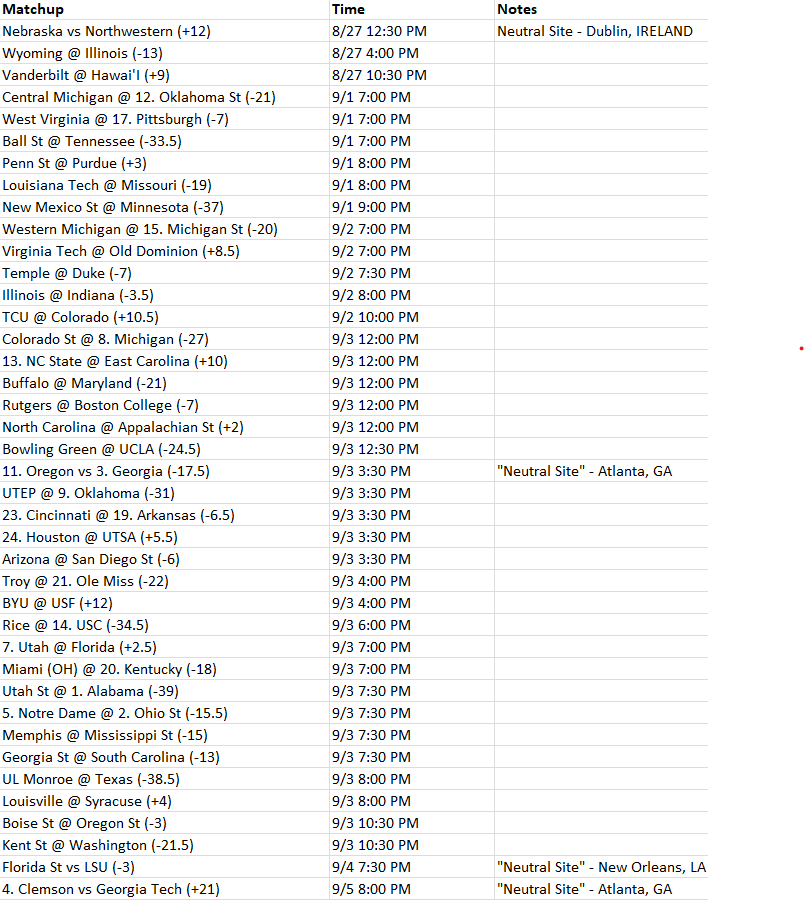 Matchup Time Notes
Nebraska vs Northwestern (+12) 8/27 12:30 PM Neutral Site - Dublin, IRELAND
Wyoming @ Illinois (-13) 8/27 4:00 PM
Vanderbilt @ Hawai'I (+9) 8/27 10:30 PM
Central Michigan @ 12. Oklahoma St (-21) 9/1 7:00 PM
West Virginia @ 17. Pittsburgh (-7) 9/1 7:00 PM
Ball St @ Tennessee (-33.5) 9/1 7:00 PM
Penn St @ Purdue (+3) 9/1 8:00 PM
Louisiana Tech @ Missouri (-19) 9/1 8:00 PM
New Mexico St @ Minnesota (-37) 9/1 9:00 PM
Western Michigan @ 15. Michigan St (-20) 9/2 7:00 PM
Virginia Tech @ Old Dominion (+8.5) 9/2 7:00 PM
Temple @ Duke (-7) 9/2 7:30 PM
Illinois @ Indiana (-3.5) 9/2 8:00 PM
TCU @ Colorado (+10.5) 9/2 10:00 PM
Colorado St @ 8. Michigan (-27) 9/3 12:00 PM
13. NC State @ East Carolina (+10) 9/3 12:00 PM
Buffalo @ Maryland (-21) 9/3 12:00 PM
Rutgers @ Boston College (-7) 9/3 12:00 PM
North Carolina @ Appalachian St (+2) 9/3 12:00 PM
Bowling Green @ UCLA (-24.5) 9/3 12:30 PM
11. Oregon vs 3. Georgia (-17.5) 9/3 3:30 PM "Neutral Site" - Atlanta, GA
UTEP @ 9. Oklahoma (-31) 9/3 3:30 PM
23. Cincinnati @ 19. Arkansas (-6.5) 9/3 3:30 PM
24. Houston @ UTSA (+5.5) 9/3 3:30 PM
Arizona @ San Diego St (-6) 9/3 3:30 PM
Troy @ 21. Ole Miss (-22) 9/3 4:00 PM
BYU @ USF (+12) 9/3 4:00 PM
Rice @ 14. USC (-34.5) 9/3 6:00 PM
7. Utah @ Florida (+2.5) 9/3 7:00 PM
Miami (OH) @ 20. Kentucky (-18) 9/3 7:00 PM
Utah St @ 1. Alabama (-39) 9/3 7:30 PM
5. Notre Dame @ 2. Ohio St (-15.5) 9/3 7:30 PM
Memphis @ Mississippi St (-15) 9/3 7:30 PM
Georgia St @ South Carolina (-13) 9/3 7:30 PM
UL Monroe @ Texas (-38.5) 9/3 8:00 PM
Louisville @ Syracuse (+4) 9/3 8:00 PM
Boise St @ Oregon St (-3) 9/3 10:30 PM
Kent St @ Washington (-21.5) 9/3 10:30 PM
Florida St vs LSU (-3) 9/4 7:30 PM "Neutral Site" - New Orleans, LA
4. Clemson vs Georgia Tech (+21) 9/5 8:00 PM "Neutral Site" - Atlanta, GA